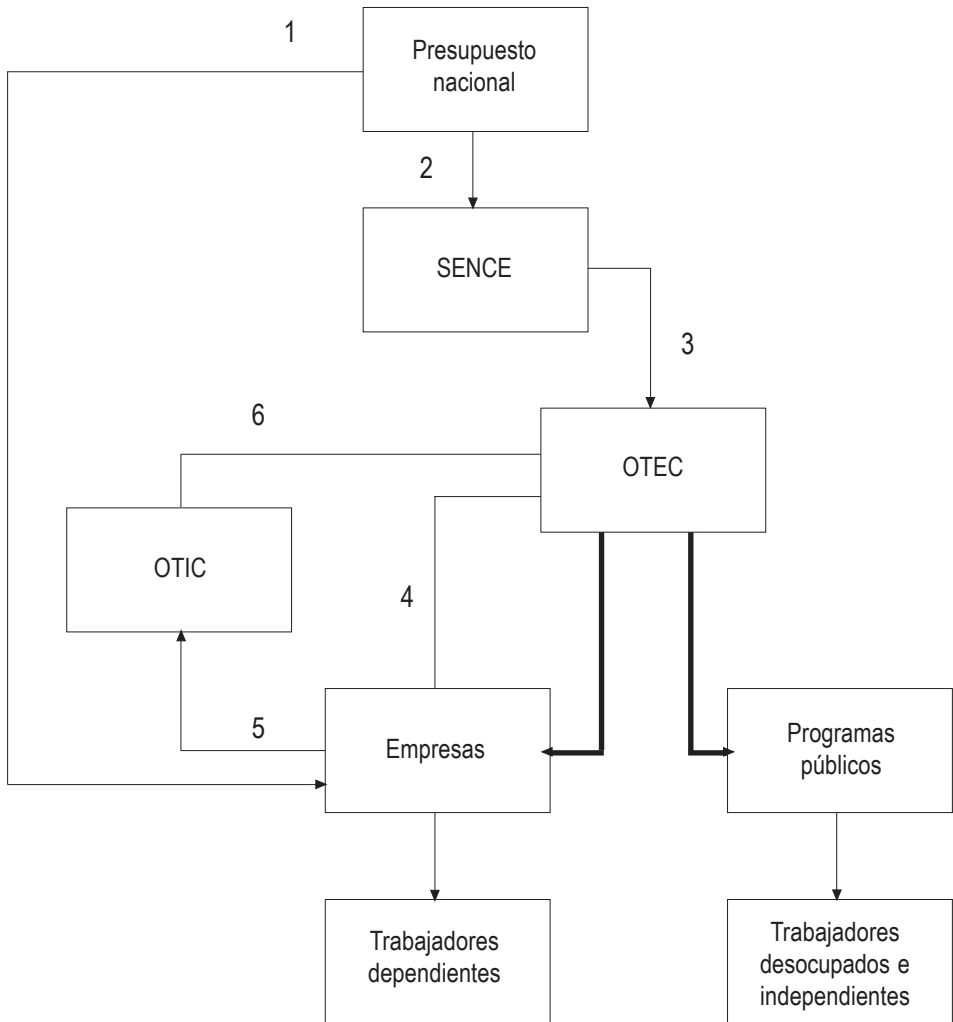 1
Presupuesto
nacional
2
SENCE
3
6
OTEC
OTIC
4
5
Empresas
Programas
públicos
Trabajadores
dependientes
Trabajadores
desocupados e
independientes